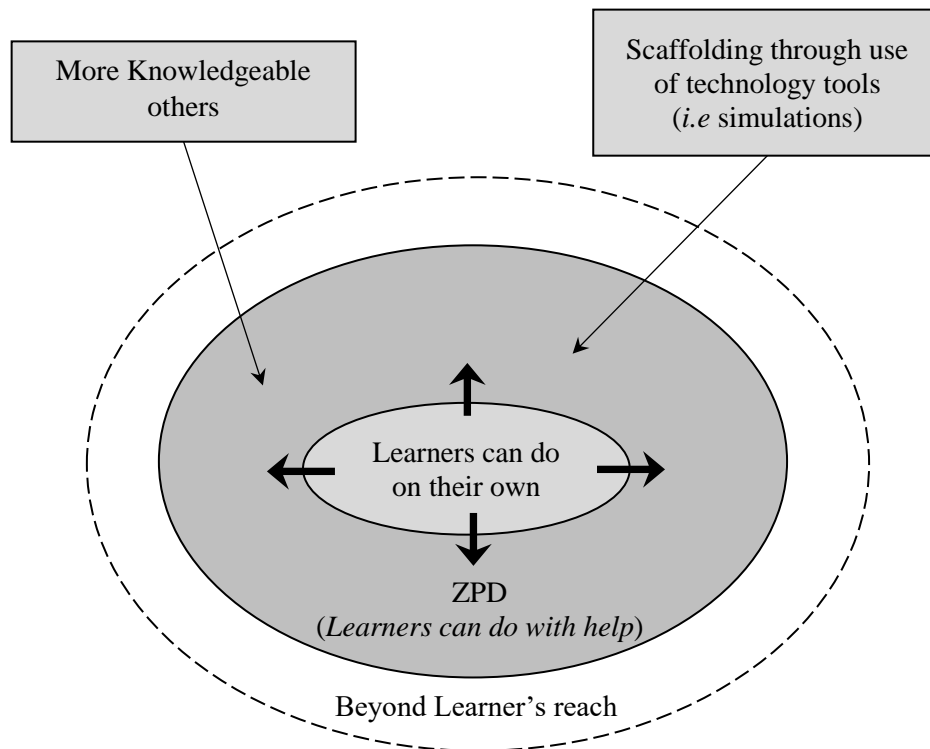 More Knowledgeable
others
Scaffolding through use
of technology tools
(i.e simulations)
Learners can do
on their own
ZPD
(Learners can do with help)
Beyond Learner’s reach